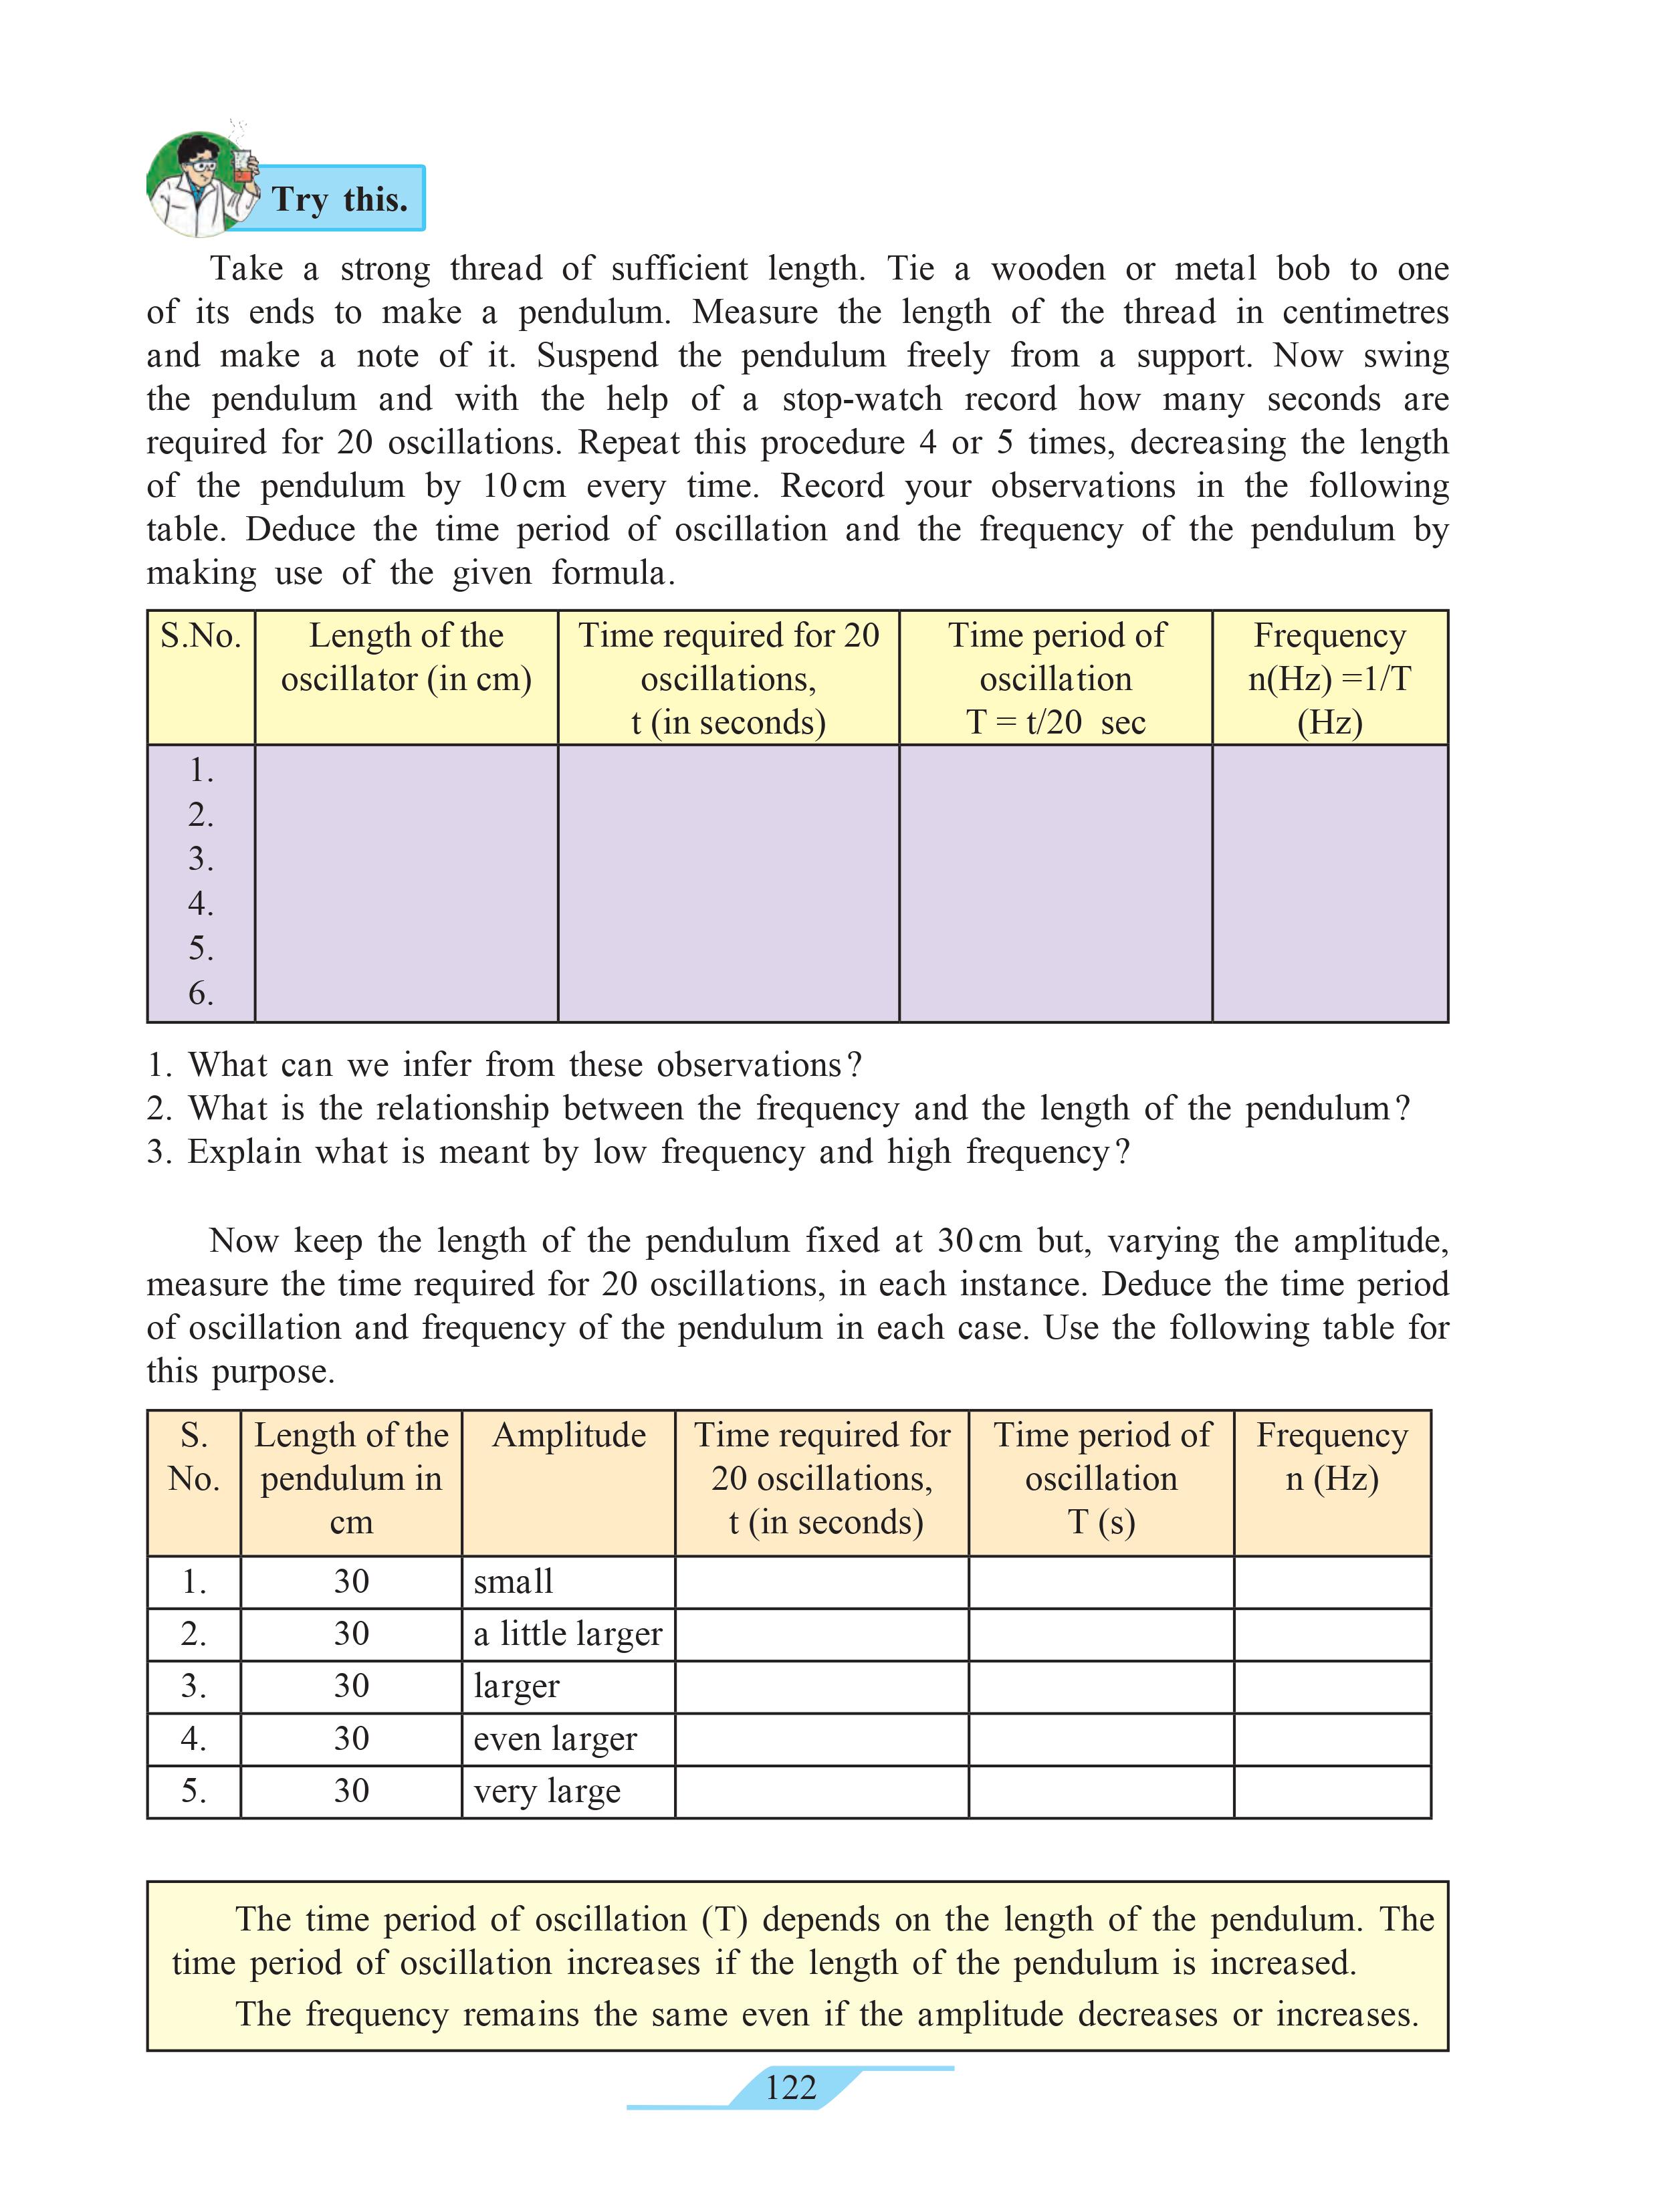 Try this.
Take a strong thread of sufficient length. Tie a wooden or metal bob to one
of its ends to make a pendulum. Measure the length of the thread in centimetres
and make a note of it. Suspend the pendulum freely from a support. Now swing
the pendulum and with the help of a stop-watch record how many seconds are
required for 20 oscillations. Repeat this procedure 4 or 5 times, decreasing the length
of the pendulum by 10 cm every time. Record your observations in the following
table. Deduce the time period of oscillation and the frequency of the pendulum by
making use of the given formula.
S.No. Length of the Time required for 20 Time period of Frequency
oscillator (in cm) oscillations, oscillation n(Hz) =1/T
t (in seconds) T = t/20 sec (Hz)
1.
2.
3.
4.
5.
6.
1. What can we infer from these observations?
2. What is the relationship between the frequency and the length of the pendulum?
3. Explain what is meant by low frequency and high frequency?
Now keep the length of the pendulum fixed at 30 cm but, varying the amplitude,
measure the time required for 20 oscillations, in each instance. Deduce the time period
of oscillation and frequency of the pendulum in each case. Use the following table for
this purpose.
S. Length of the Amplitude Time required for Time period of Frequency
No. pendulum in 20 oscillations, oscillation n (Hz)
cm t (in seconds) T (s)
1. 30 small
2. 30 a little larger
3. 30 larger
4. 30 even larger
5. 30 very large
The time period of oscillation (T) depends on the length of the pendulum. The
time period of oscillation increases if the length of the pendulum is increased.
The frequency remains the same even if the amplitude decreases or increases.
122